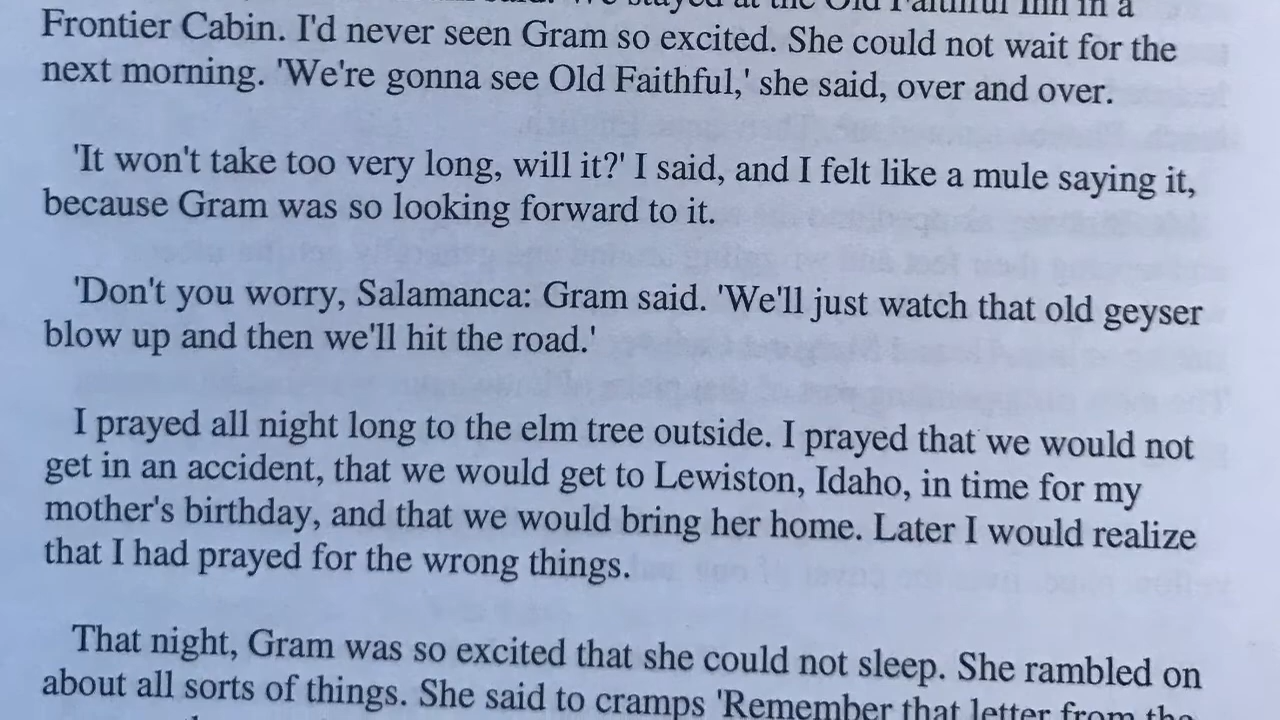 stayed at the Old Faithful Inn in a
Frontier Cabin. I'd never seen Gram so excited. She could not wait for the
next morning. 'We're gonna see Old Faithful,' she said, over and over.
'It won't take too very long, will it?' I said, and I felt like a mule saying it,
because Gram was so looking forward to it.
'Don't you worry, Salamanca: Gram said. 'We'll just watch that old geyser
blow up and then we'll hit the road.'
I prayed all night long to the elm tree outside. I prayed that we would not
get in an accident, that we would get to Lewiston, Idaho, in time for my
mother's birthday, and that we would bring her home. Later I would realize
that I had prayed for the wrong things.
That night, Gram was so excited that she could not sleep. She rambled on
about all sorts of things. She said to cramps 'Remember that letter from the